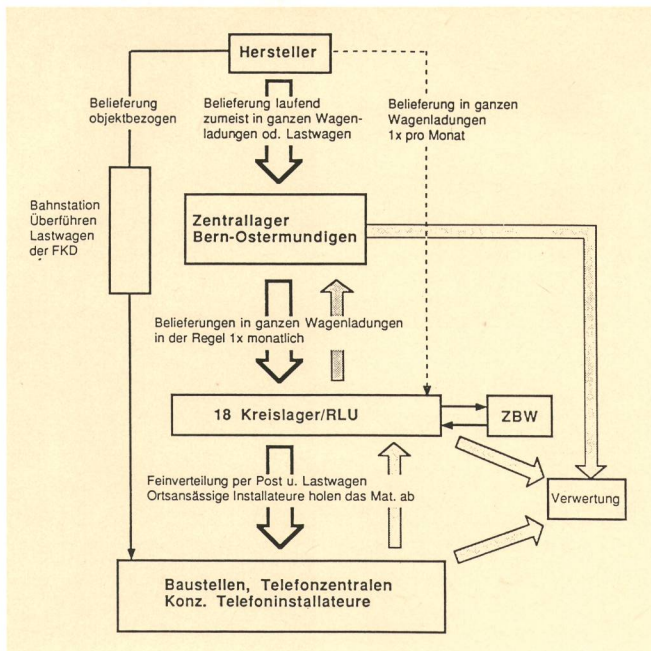 Hersteller
Belieferung
objektbezogen
Belieferung laufend
zumeist in ganzen Wagen-
ladungen od. Lastwagen
Belieferung in ganzen
Wagenladungen
1x pro Monat
Bahnstation
Überführen
Lastwagen
der FKD
Zentrallager
Bern-Ostermundigen
Belieferungen in ganzen Wagenladungen
in der Regel 1x monatlich
18 Kreislager/RLU
ZBW
Feinverteilung per Post u. Lastwagen
Ortsansässige Installateure holen das Mat. ab
Verwertung
Baustellen, Telefonzentralen
Konz. Telefoninstallateure